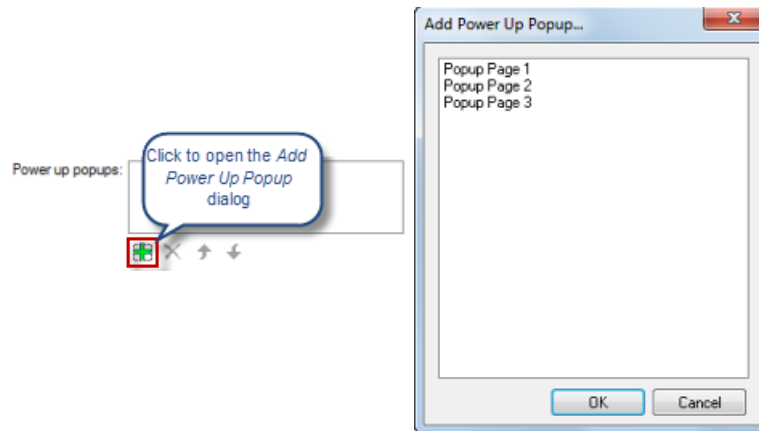 Add Power Up Popup...
Popup Page 1
Popup Page 2
Popup Page 3
Power up popups:
Click to open the Add
Power Up Popup
dialog
OK
Cancel